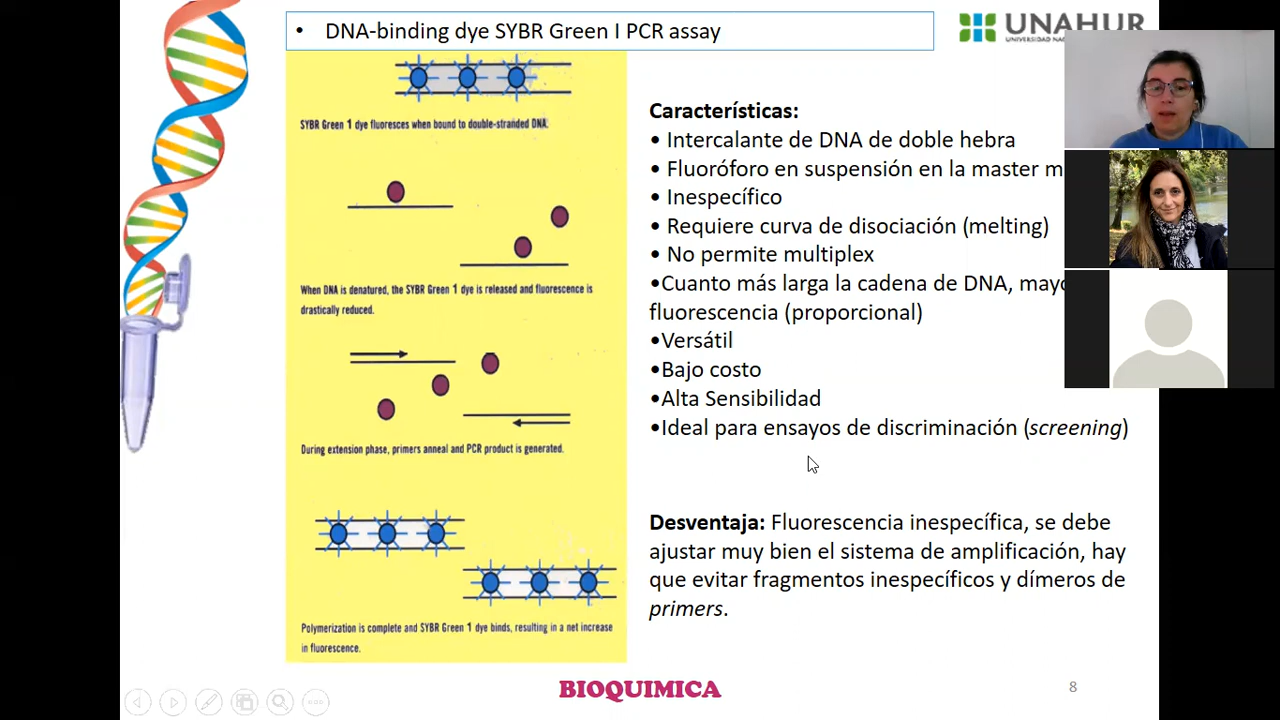 • DNA-binding dye SYBR Green I PCR assay
UNAHUR
SYBR Green 1 dye fluoresces when bound to double-stranded DNA.
When DNA is denatured, the SYBR Green 1 dye is released and fluorescence is
drastically reduced.
During extension phase, primers anneal and PCR product is generated.
Polymerization is complete and SYBR Green 1 dye binds, resulting in a net increase
in fluorescence.
Características:
• Intercalante de DNA de doble hebra
• Fluoróforo en suspensión en la master
• Inespecífico
• Requiere curva de disociación (melting)
• No permite multiplex
•Cuanto más larga la cadena de DNA,
fluorescencia (proporcional)
•Versátil
•Bajo costo
•Alta Sensibilidad
•Ideal para ensayos de discriminación (screening)
Desventaja: Fluorescencia inespecífica, se debe
ajustar muy bien el sistema de amplificación, hay
que evitar fragmentos inespecíficos y dímeros de
primers.
BIOQUIMICA
8